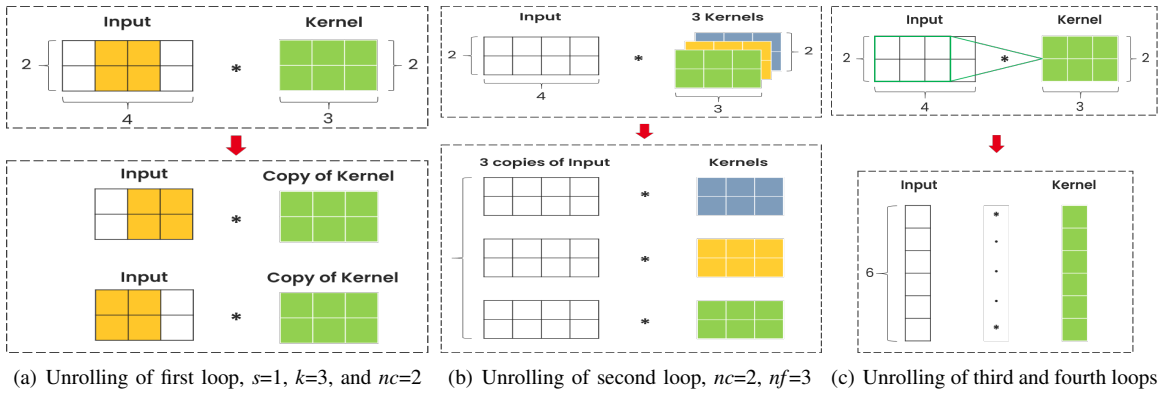 Input Kernel
2 * 2
4 3
Input Copy of Kernel
*
Input Copy of Kernel
*
(a) Unrolling of first loop, s=1, k=3, and nc=2
Input 3 Kernels
2 * 2
4 3
3 copies of Input Kernels
*
*
*
(b) Unrolling of second loop, nc=2, nf=3
Input Kernel
2 * 2
4 3
Input Kernel
*
.
6 .
.
*
(c) Unrolling of third and fourth loops